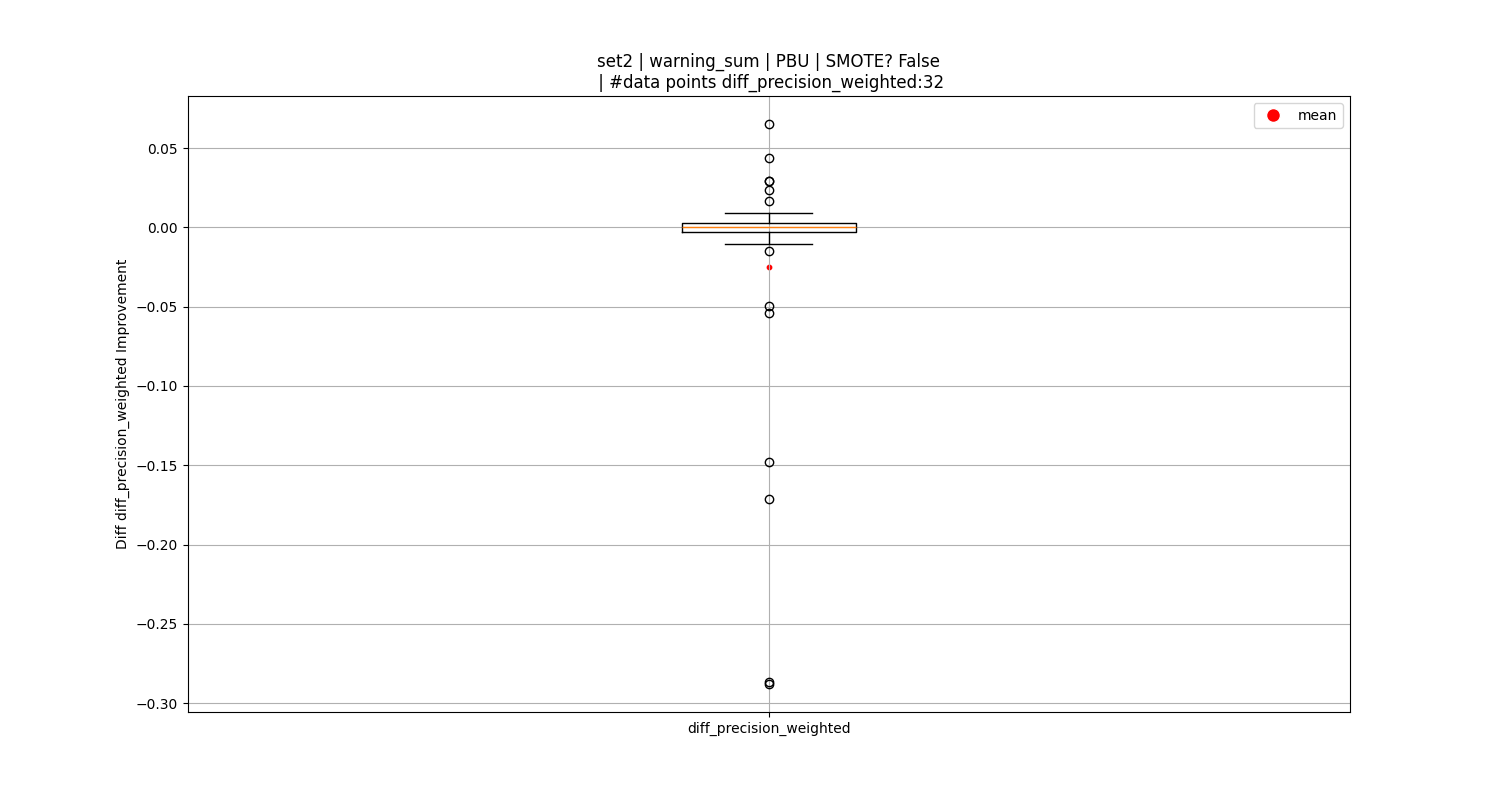 set2 | warning_sum | PBU | SMOTE? False
| #data points diff_precision_weighted:32
mean
0.05
0.00
−0.05
−0.10
−0.15
−0.20
−0.25
−0.30
Diff diff_precision_weighted Improvement
diff_precision_weighted